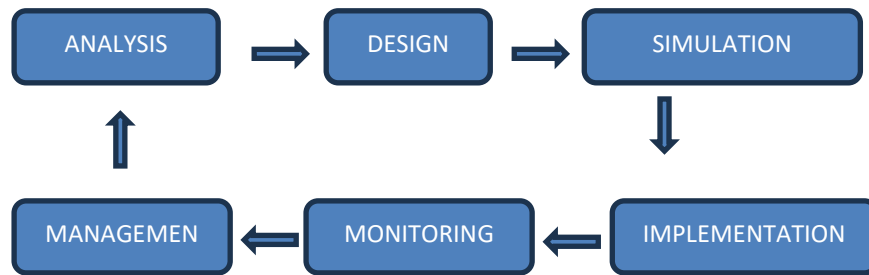 ANALYSIS
DESIGN
SIMULATION
MANAGEMEN
MONITORING
IMPLEMENTATION